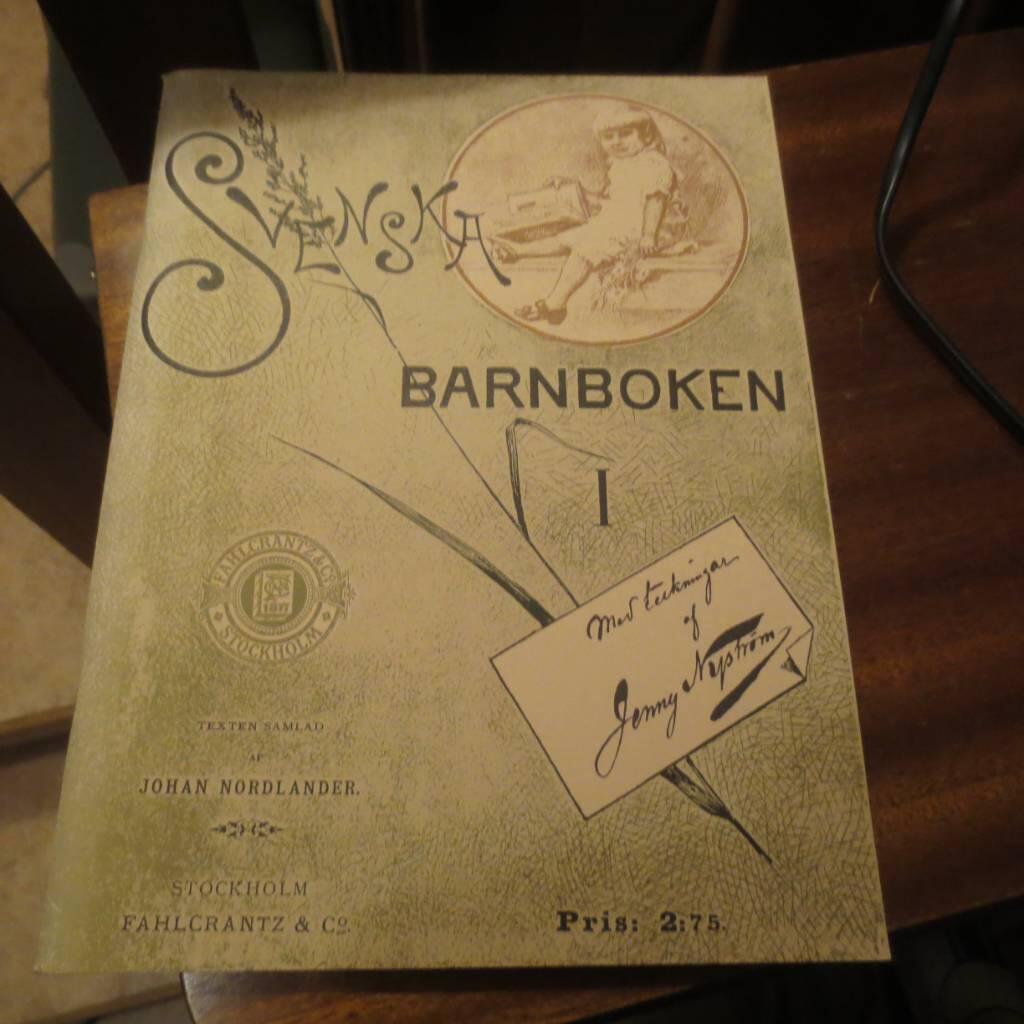 SVENSKA
BARNBOKEN
I
Med teckningar
af
Jenny Nyström
FAHLCRANTZ & Co
STOCKHOLM
TEXTEN SAMLAD
AF
JOHAN NORDLANDER.
STOCKHOLM
FAHLCRANTZ & Co.
Pris: 2:75.